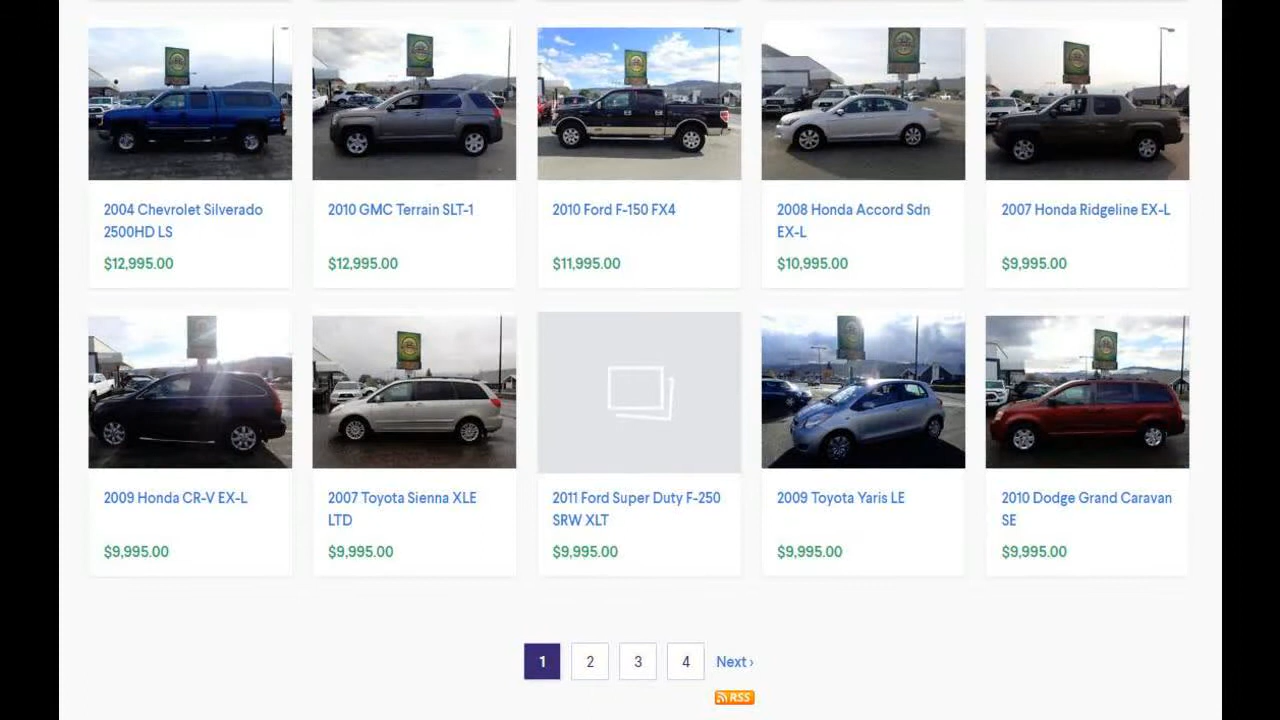 2004 Chevrolet Silverado
2500HD LS
$12,995.00
2010 GMC Terrain SLT-1
$12,995.00
2010 Ford F-150 FX4
$11,995.00
2008 Honda Accord Sdn
EX-L
$10,995.00
2007 Honda Ridgeline EX-L
$9,995.00
2009 Honda CR-V EX-L
$9,995.00
2007 Toyota Sienna XLE
LTD
$9,995.00
2011 Ford Super Duty F-250
SRW XLT
$9,995.00
2009 Toyota Yaris LE
$9,995.00
2010 Dodge Grand Caravan
SE
$9,995.00
1 2 3 4 Next ›
RSS